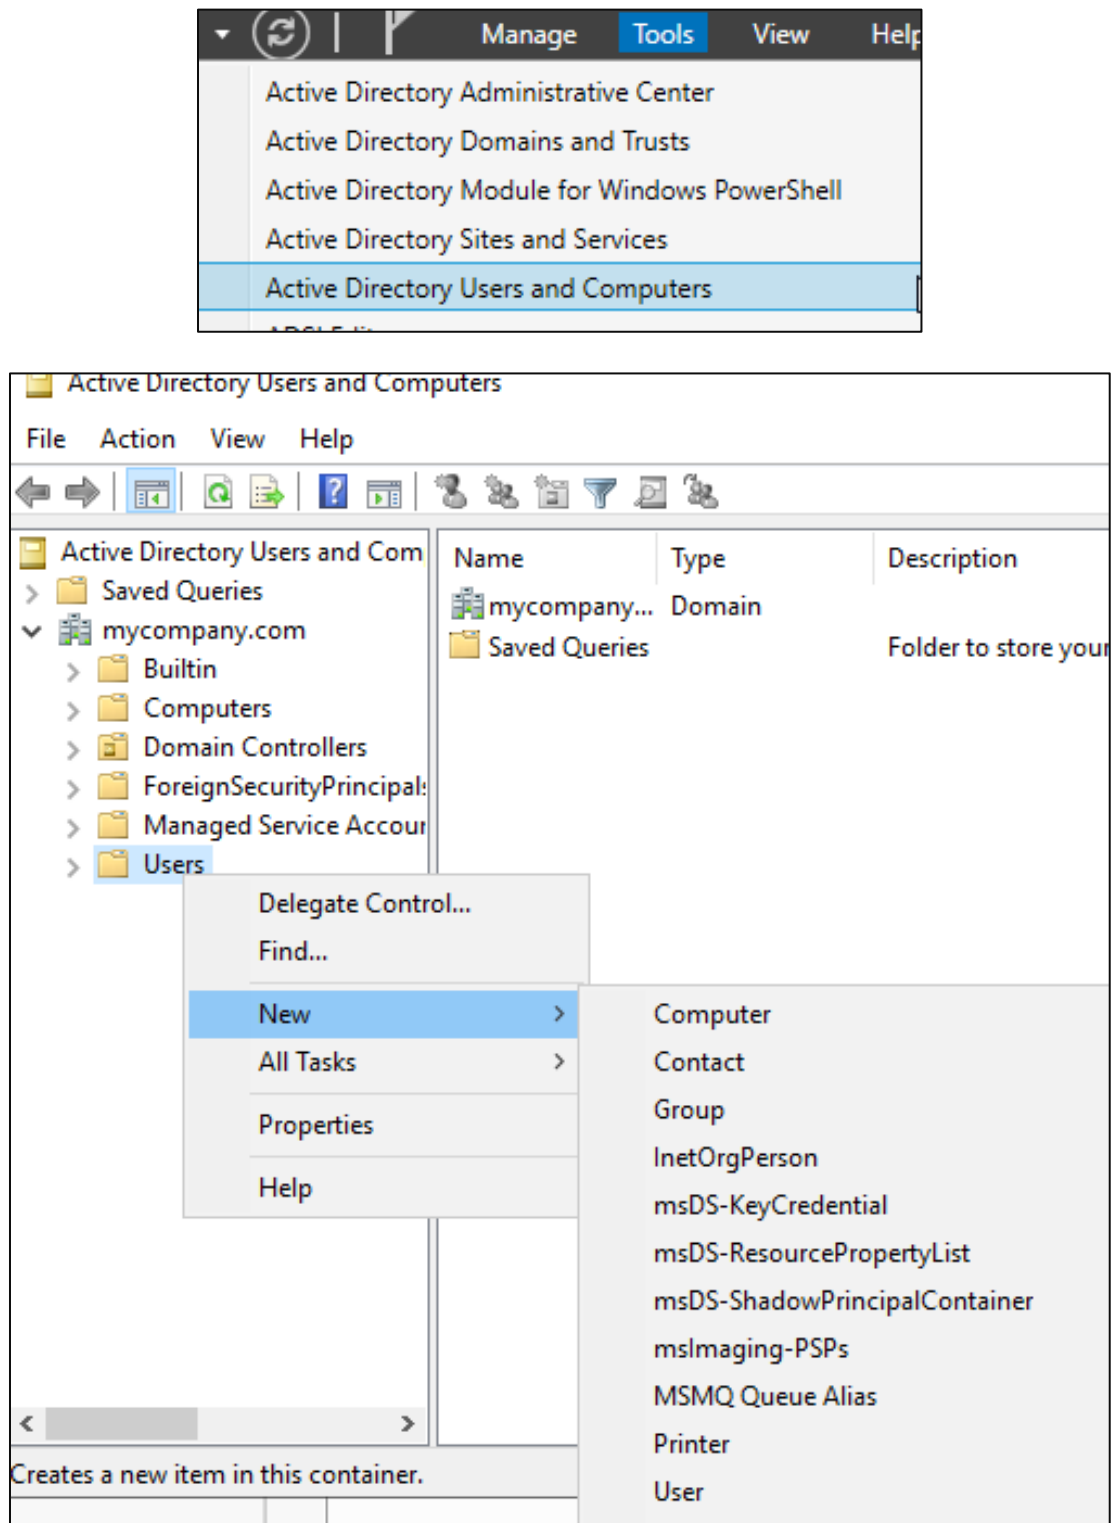 Manage Tools View Help
Active Directory Administrative Center
Active Directory Domains and Trusts
Active Directory Module for Windows PowerShell
Active Directory Sites and Services
Active Directory Users and Computers
Active Directory Users and Computers
File Action View Help
Active Directory Users and Com
Name Type Description
Saved Queries
mycompany... Domain
mycompany.com
Saved Queries Folder to store your
Builtin
Computers
Domain Controllers
ForeignSecurityPrincipals
Managed Service Accoun
Users
Delegate Control...
Find...
New
Computer
All Tasks
Contact
Group
Properties
InetOrgPerson
Help
msDS-KeyCredential
msDS-ResourcePropertyList
msDS-ShadowPrincipalContainer
msImaging-PSPs
MSMQ Queue Alias
Printer
Creates a new item in this container.
User